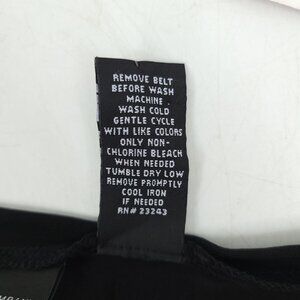 REMOVE BELT
BEFORE WASH
MACHINE
WASH COLD
GENTLE CYCLE
WITH LIKE COLORS
ONLY NON-
CHLORINE BLEACH
WHEN NEEDED
TUMBLE DRY LOW
REMOVE PROMPTLY
COOL IRON
IF NEEDED
RN# 23243